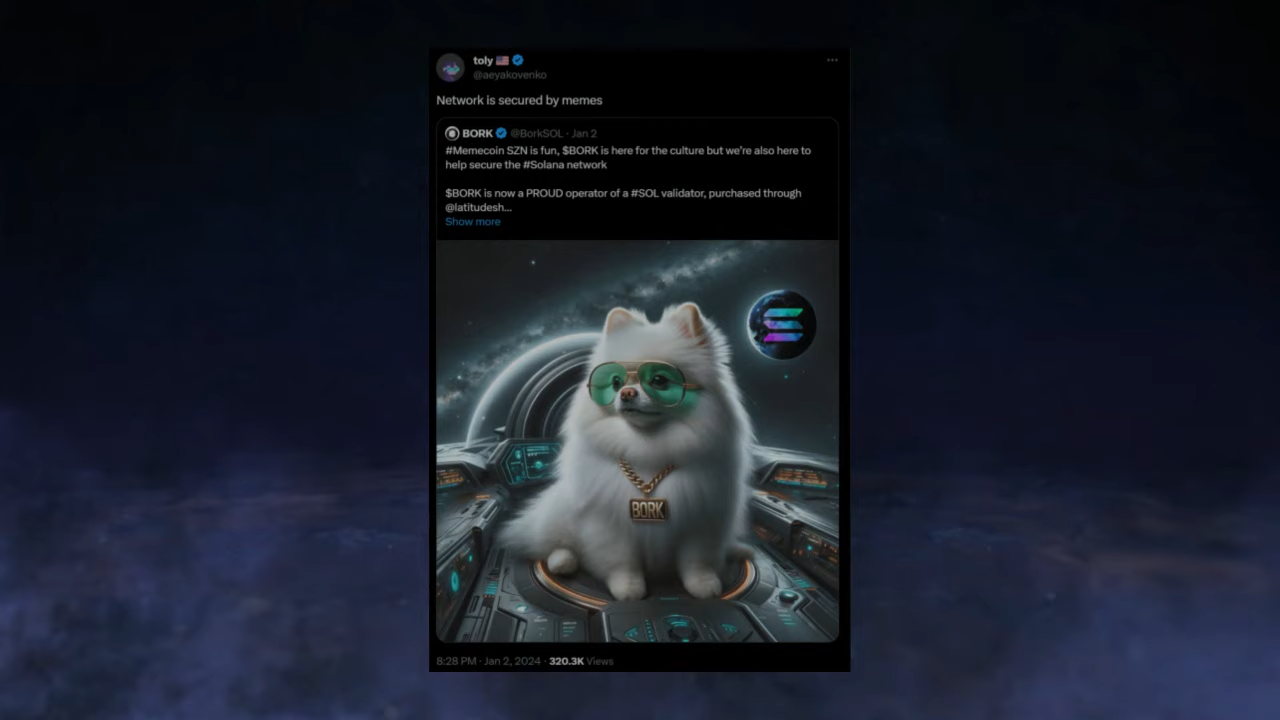 toly 🇺🇸
@aeyakovenko
Network is secured by memes
BORK @BorkSOL · Jan 2
#Memecoin SZN is fun, $BORK is here for the culture but we're also here to
help secure the #Solana network
$BORK is now a PROUD operator of a #SOL validator, purchased through
@latitudesh...
Show more
BORK
8:28 PM · Jan 2, 2024 · 320.3K Views